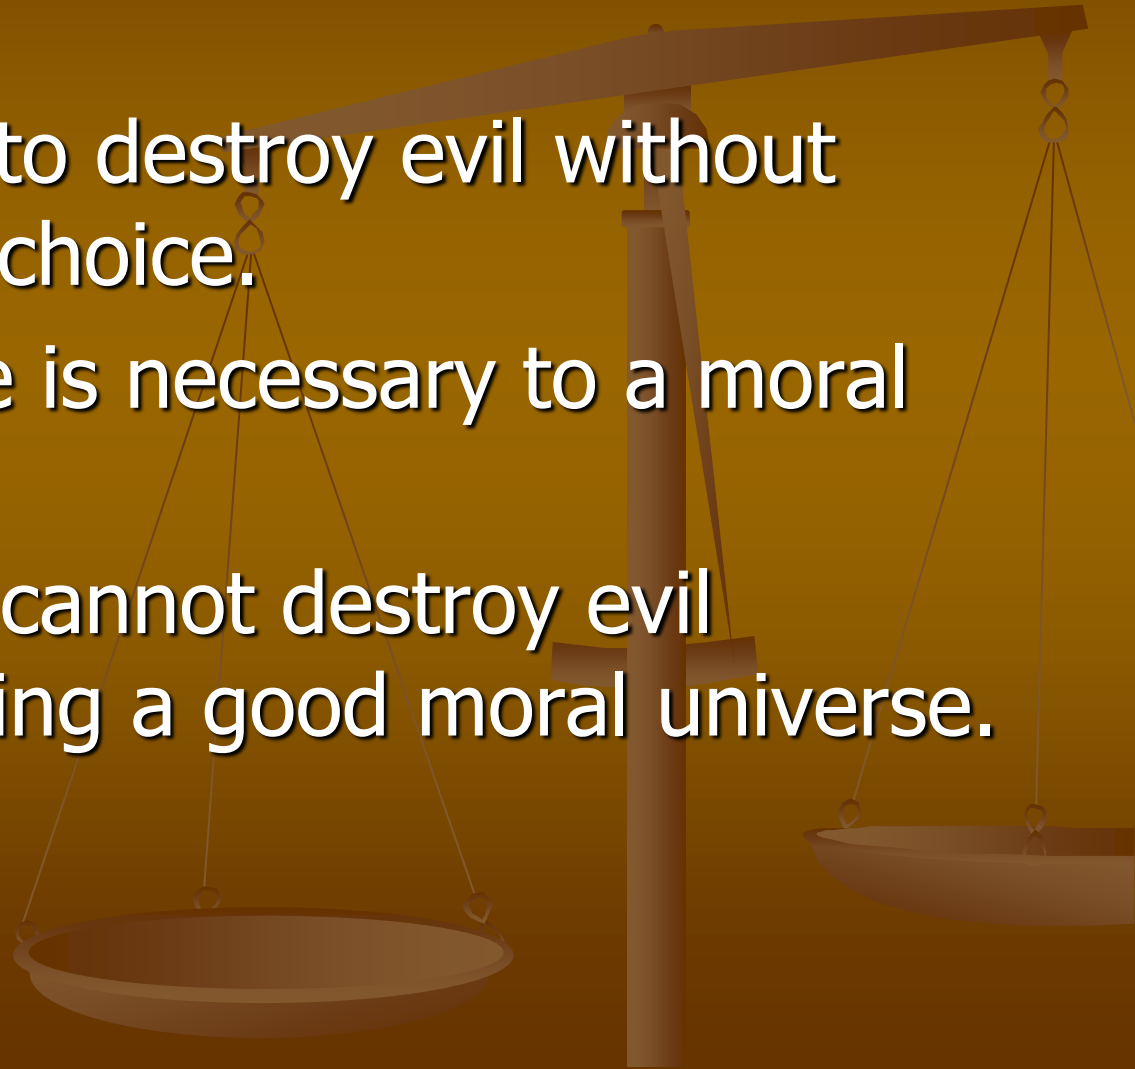 to destroy evil without
choice.
e is necessary to a moral
cannot destroy evil
ing a good moral universe.